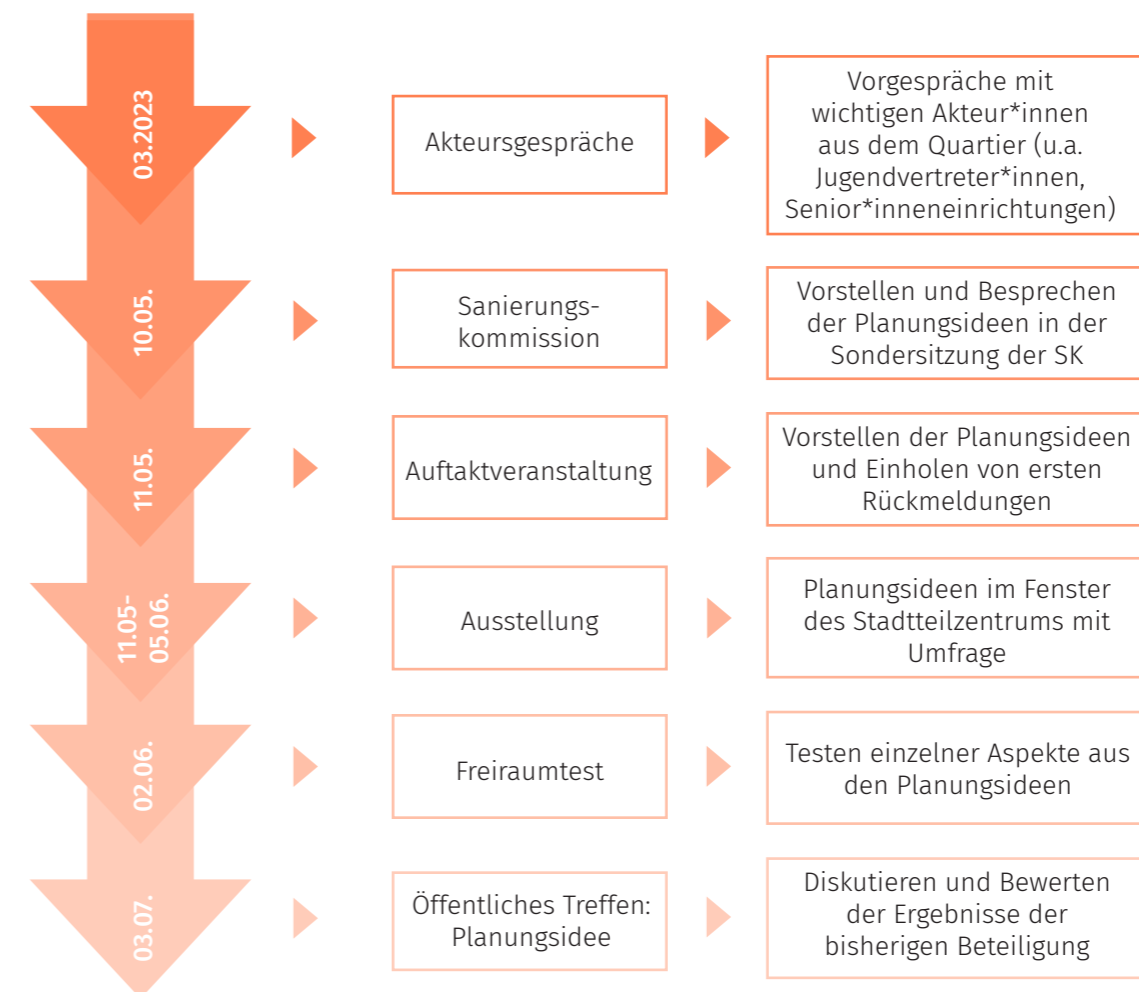 03.2023
Akteursgespräche
Vorgespräche mit
wichtigen Akteur*innen
aus dem Quartier (u.a.
Jugendvertreter*innen,
Senior*inneneinrichtungen)
10.05.
Sanierungs-
kommission
Vorstellen und Besprechen
der Planungsideen in der
Sondersitzung der SK
11.05.
Auftaktveranstaltung
Vorstellen der Planungsideen
und Einholen von ersten
Rückmeldungen
11.05-
05.06.
Ausstellung
Planungsideen im Fenster
des Stadtteilzentrums mit
Umfrage
02.06.
Freiraumtest
Testen einzelner Aspekte aus
den Planungsideen
03.07.
Öffentliches Treffen:
Planungsidee
Diskutieren und Bewerten
der Ergebnisse der
bisherigen Beteiligung